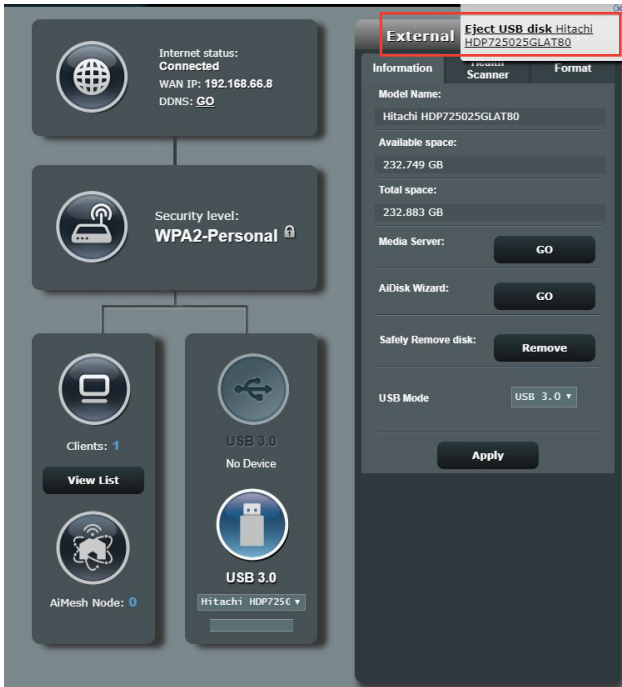 Internet status:
Connected
WAN IP: 192.168.66.8
DDNS: GO
Security level:
WPA2-Personal
Clients: 1
View List
AiMesh Node: 0
USB 3.0
No Device
USB 3.0
Hitachi HDP725
External
Eject USB disk Hitachi
HDP725025GLAT80
Information
Health
Scanner
Format
Model Name:
Hitachi HDP725025GLAT80
Available space:
232.749 GB
Total space:
232.883 GB
Media Server:
GO
AiDisk Wizard:
GO
Safely Remove disk:
Remove
USB Mode
USB 3.0
Apply